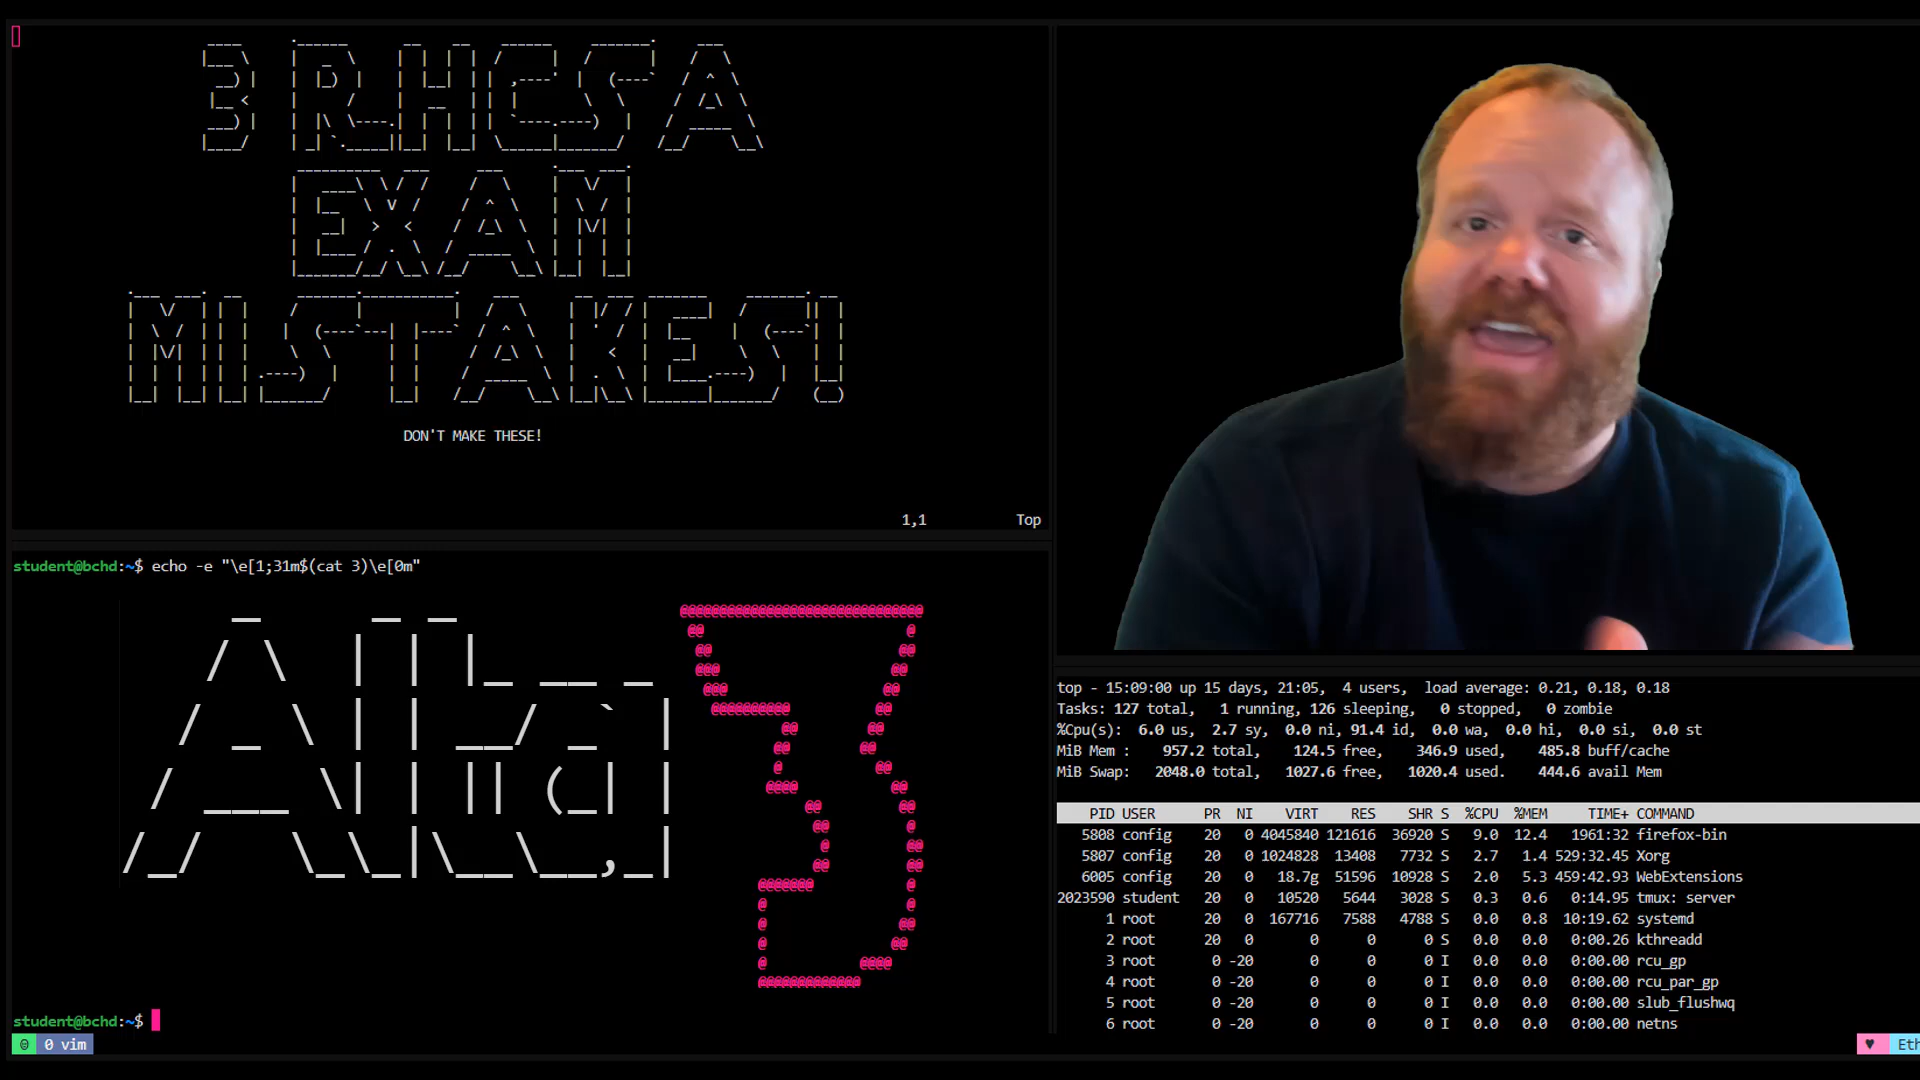 3 RHCSA
EXAM
MISTAKES!
DON'T MAKE THESE!
1,1 Top
student@bchd:~$ echo -e "\e[1;31m$(cat 3)\e[0m"
Alta3
student@bchd:~$
0 vim
top - 15:09:00 up 15 days, 21:05, 4 users, load average: 0.21, 0.18, 0.18
Tasks: 127 total, 1 running, 126 sleeping, 0 stopped, 0 zombie
%Cpu(s): 6.0 us, 2.7 sy, 0.0 ni, 91.4 id, 0.0 wa, 0.0 hi, 0.0 si, 0.0 st
MiB Mem : 957.2 total, 124.5 free, 346.9 used, 485.8 buff/cache
MiB Swap: 2048.0 total, 1027.6 free, 1020.4 used. 444.6 avail Mem
PID USER PR NI VIRT RES SHR S %CPU %MEM TIME+ COMMAND
5808 config 20 0 4045840 121616 36920 S 9.0 12.4 1961:32 firefox-bin
5807 config 20 0 1024828 13408 7732 S 2.7 1.4 529:32.45 Xorg
6005 config 20 0 18.7g 51596 10928 S 2.0 5.3 459:42.93 WebExtensions
2023590 student 20 0 10520 5644 3028 S 0.3 0.6 0:14.95 tmux: server
1 root 20 0 167716 7588 4788 S 0.0 0.8 10:19.62 systemd
2 root 20 0 0 0 0 S 0.0 0.0 0:00.26 kthreadd
3 root 0 -20 0 0 0 I 0.0 0.0 0:00.00 rcu_gp
4 root 0 -20 0 0 0 I 0.0 0.0 0:00.00 rcu_par_gp
5 root 0 -20 0 0 0 I 0.0 0.0 0:00.00 slub_flushwq
6 root 0 -20 0 0 0 I 0.0 0.0 0:00.00 netns
♥ Eth